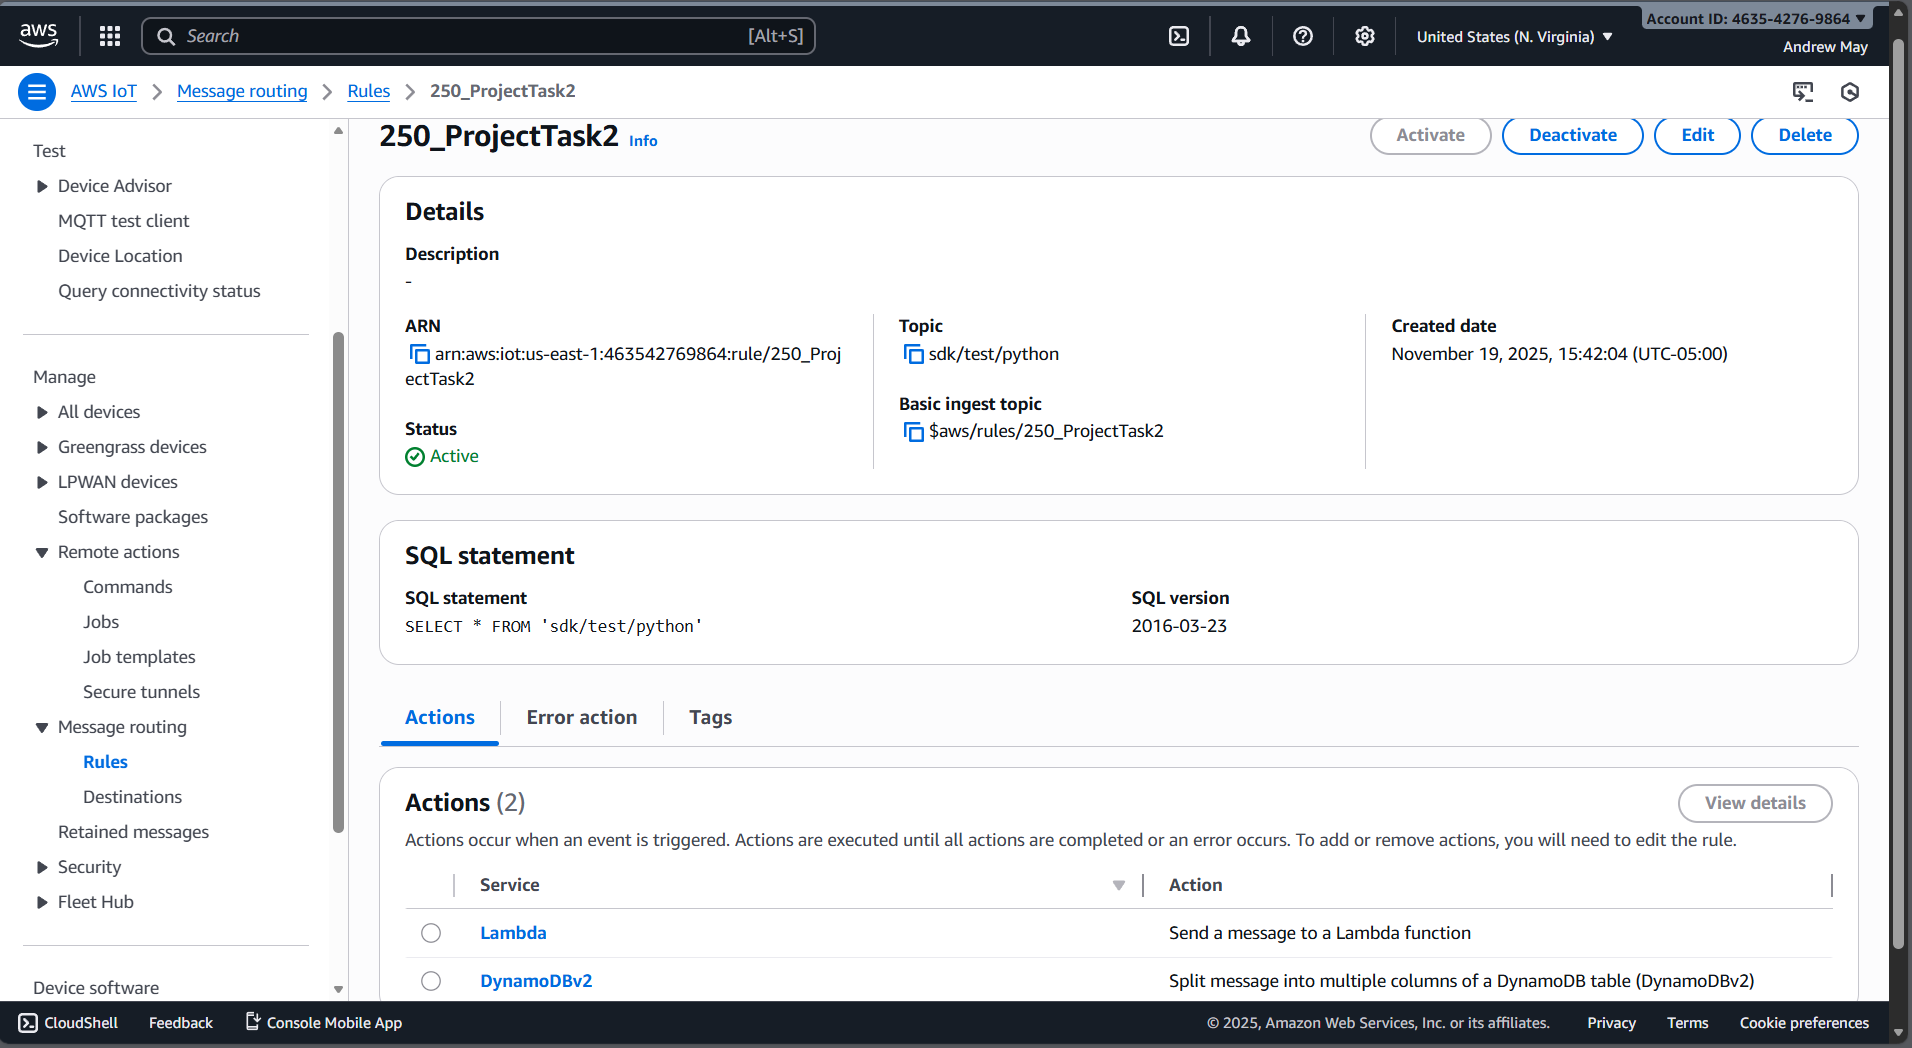 aws
Search [Alt+S]
United States (N. Virginia)
Account ID: 4635-4276-9864
Andrew May
AWS IoT
Message routing
Rules
250_ProjectTask2
Test
Device Advisor
MQTT test client
Device Location
Query connectivity status
Manage
All devices
Greengrass devices
LPWAN devices
Software packages
Remote actions
Commands
Jobs
Job templates
Secure tunnels
Message routing
Rules
Destinations
Retained messages
Security
Fleet Hub
Device software
250_ProjectTask2 Info
Activate
Deactivate
Edit
Delete
Details
Description
-
ARN
arn:aws:iot:us-east-1:463542769864:rule/250_Proj
ectTask2
Status
Active
Topic
sdk/test/python
Basic ingest topic
$aws/rules/250_ProjectTask2
Created date
November 19, 2025, 15:42:04 (UTC-05:00)
SQL statement
SQL statement
SELECT * FROM 'sdk/test/python'
SQL version
2016-03-23
Actions
Error action
Tags
Actions (2)
View details
Actions occur when an event is triggered. Actions are executed until all actions are completed or an error occurs. To add or remove actions, you will need to edit the rule.
Service
Action
Lambda
Send a message to a Lambda function
DynamoDBv2
Split message into multiple columns of a DynamoDB table (DynamoDBv2)
CloudShell
Feedback
Console Mobile App
© 2025, Amazon Web Services, Inc. or its affiliates.
Privacy
Terms
Cookie preferences